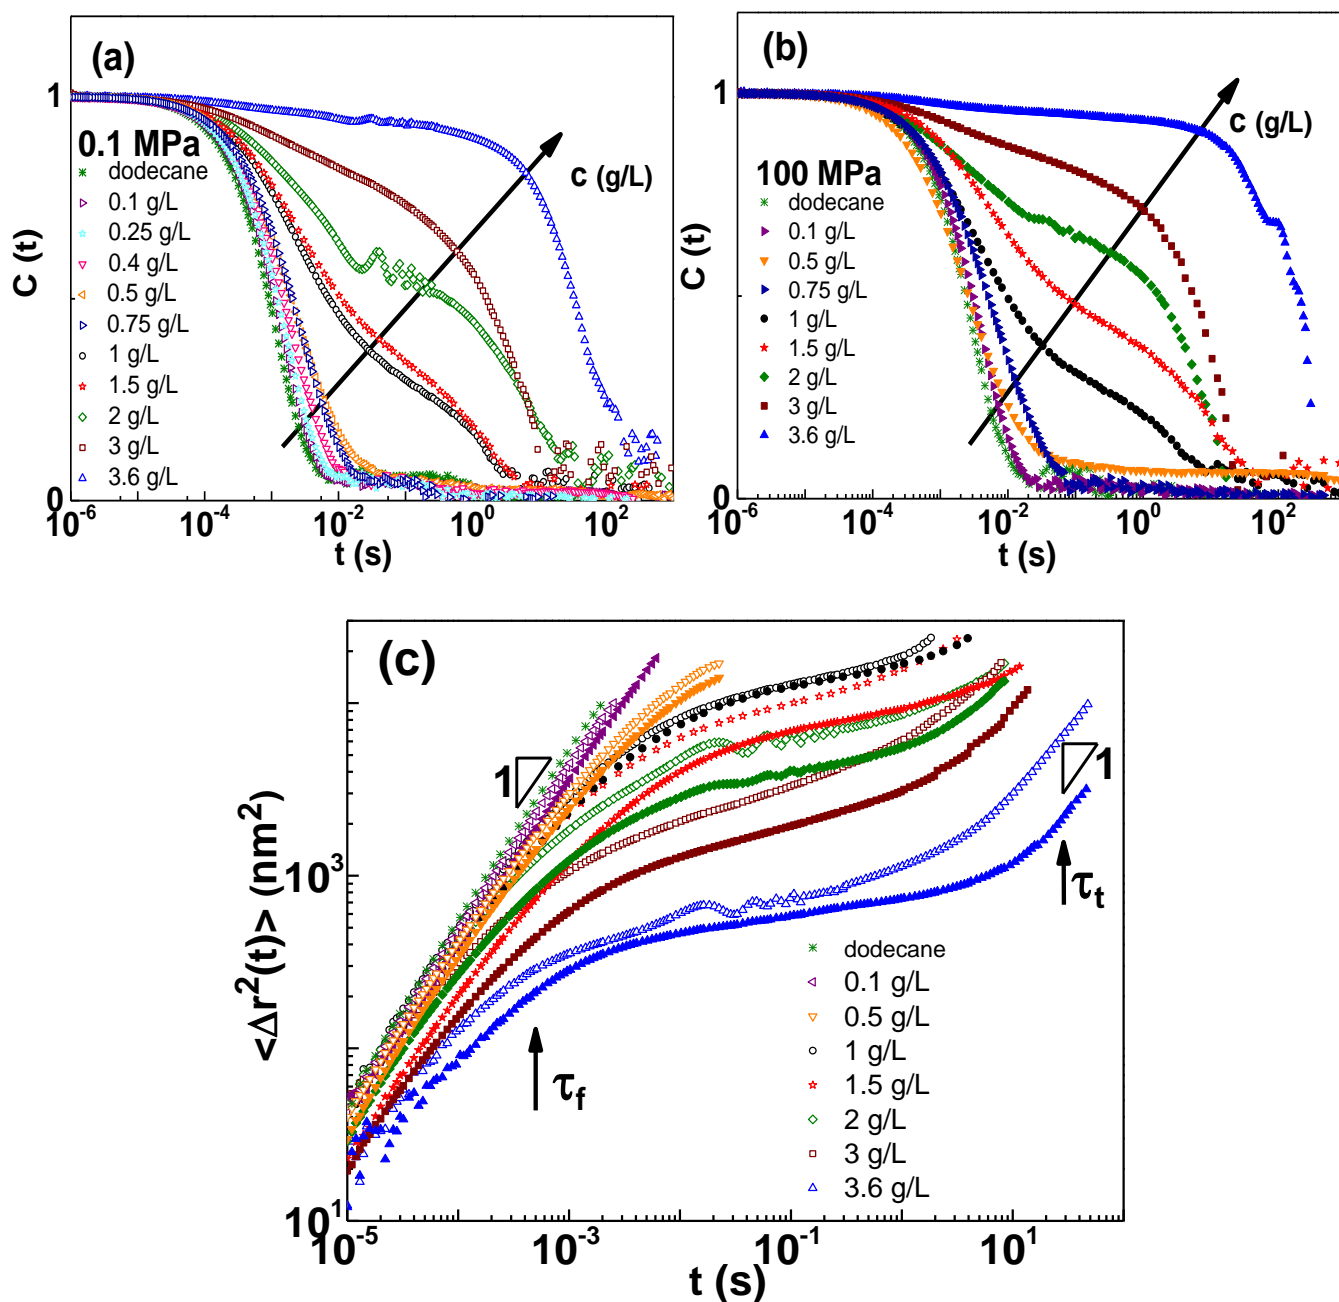 (a)
0.1 MPa
dodecane
0.1 g/L
0.25 g/L
0.4 g/L
0.5 g/L
0.75 g/L
1 g/L
1.5 g/L
2 g/L
3 g/L
3.6 g/L
c (g/L)
C (t)
1
0
10⁻⁶ 10⁻⁴ 10⁻² 10⁰ 10²
t (s)
(b)
100 MPa
dodecane
0.1 g/L
0.5 g/L
0.75 g/L
1 g/L
1.5 g/L
2 g/L
3 g/L
3.6 g/L
c (g/L)
C (t)
1
0
10⁻⁶ 10⁻⁴ 10⁻² 10⁰ 10²
t (s)
(c)
1
1
τt
τf
dodecane
0.1 g/L
0.5 g/L
1 g/L
1.5 g/L
2 g/L
3 g/L
3.6 g/L
<Δr²(t)> (nm²)
10³
10¹
10⁻⁵ 10⁻³ 10⁻¹ 10¹
t (s)